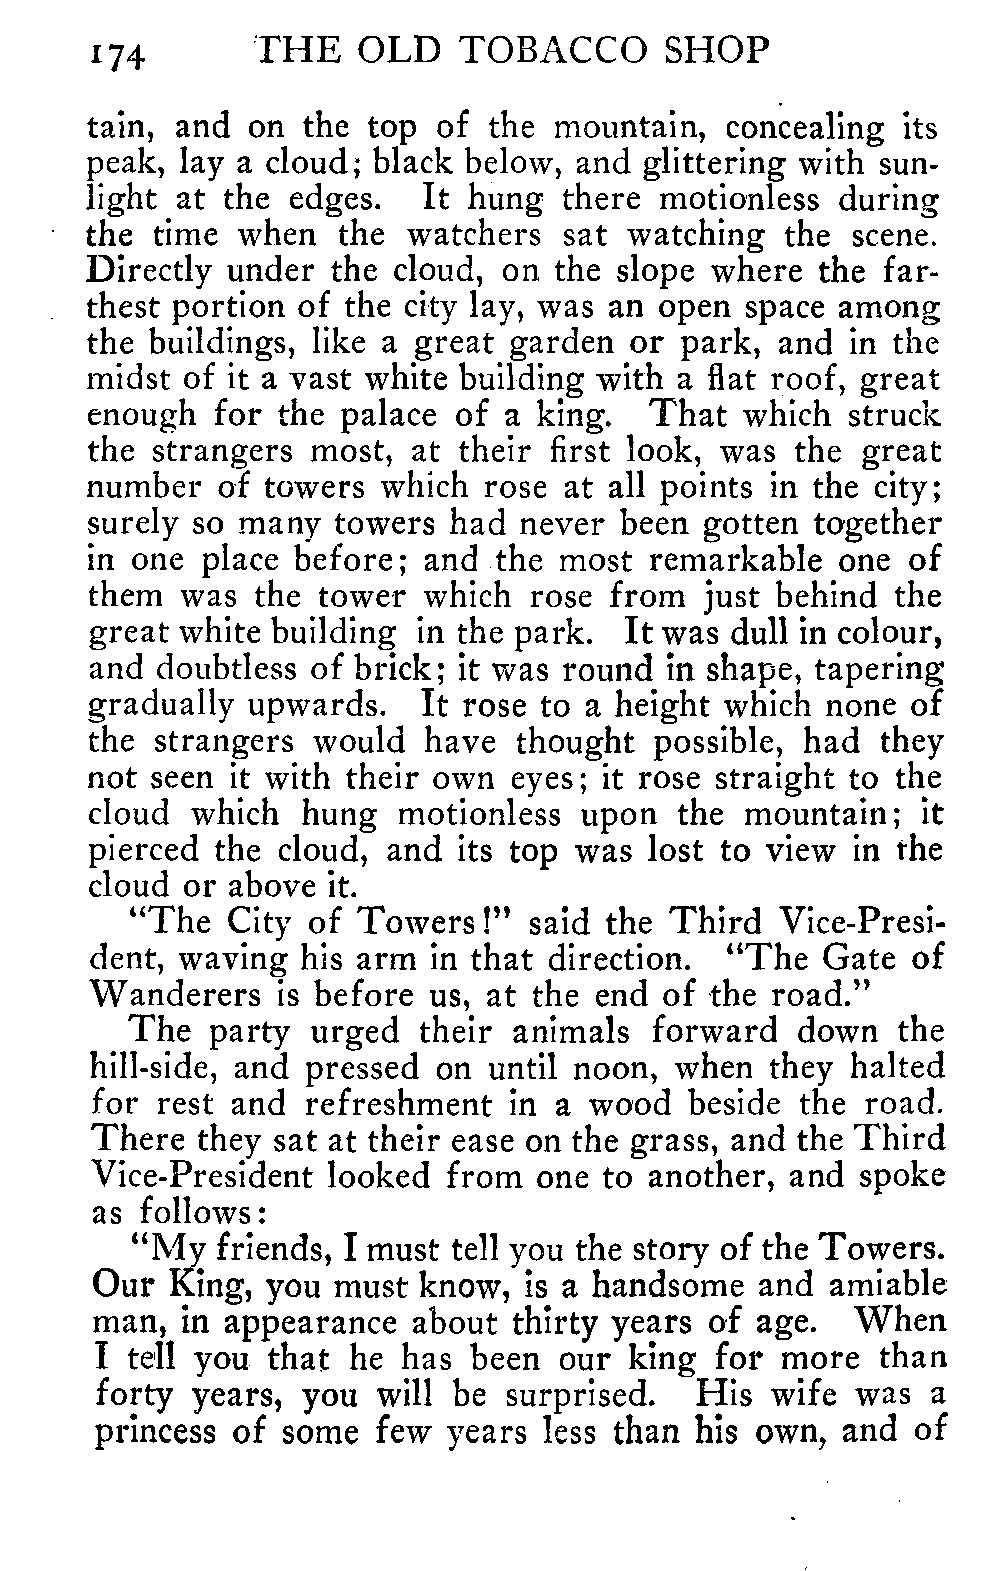 174 THE OLD TOBACCO SHOP
tain, and on the top of the mountain, concealing its
peak, lay a cloud; black below, and glittering with sun-
light at the edges. It hung there motionless during
the time when the watchers sat watching the scene.
Directly under the cloud, on the slope where the far-
thest portion of the city lay, was an open space among
the buildings, like a great garden or park, and in the
midst of it a vast white building with a flat roof, great
enough for the palace of a king. That which struck
the strangers most, at their first look, was the great
number of towers which rose at all points in the city;
surely so many towers had never been gotten together
in one place before; and the most remarkable one of
them was the tower which rose from just behind the
great white building in the park. It was dull in colour,
and doubtless of brick; it was round in shape, tapering
gradually upwards. It rose to a height which none of
the strangers would have thought possible, had they
not seen it with their own eyes; it rose straight to the
cloud which hung motionless upon the mountain; it
pierced the cloud, and its top was lost to view in the
cloud or above it.
"The City of Towers!" said the Third Vice-Presi-
dent, waving his arm in that direction. "The Gate of
Wanderers is before us, at the end of the road."
The party urged their animals forward down the
hill-side, and pressed on until noon, when they halted
for rest and refreshment in a wood beside the road.
There they sat at their ease on the grass, and the Third
Vice-President looked from one to another, and spoke
as follows:
"My friends, I must tell you the story of the Towers.
Our King, you must know, is a handsome and amiable
man, in appearance about thirty years of age. When
I tell you that he has been our king for more than
forty years, you will be surprised. His wife was a
princess of some few years less than his own, and of